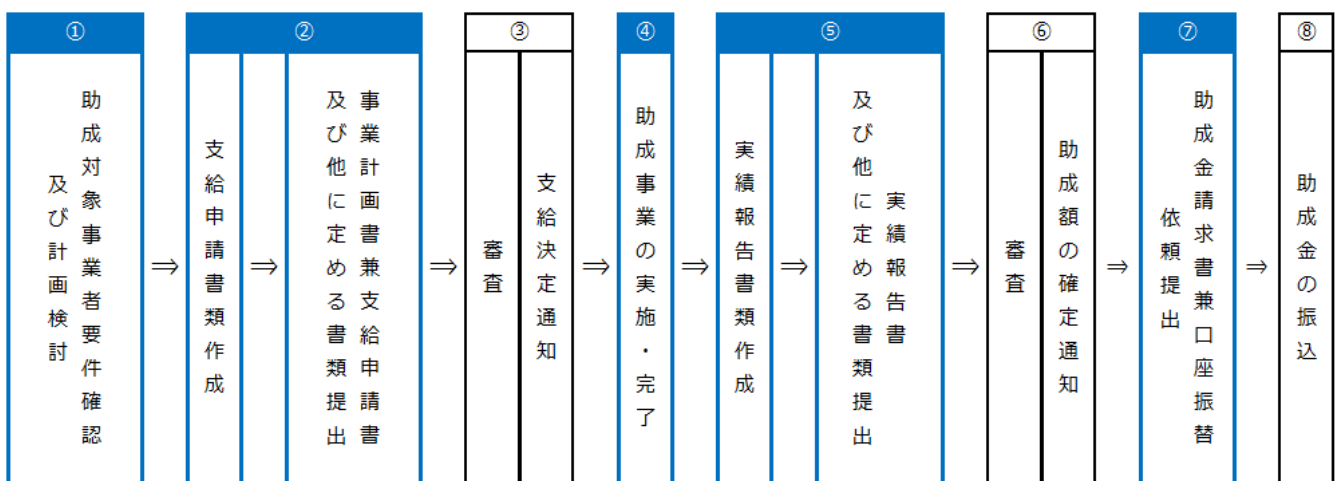 ①
助成対象事業者要件確認
及び計画検討
⇒
②
支給申請書類作成
⇒
事業計画書兼支給申請書
及び他に定める書類提出
⇒
③
審査
支給決定通知
⇒
④
助成事業の実施・完了
⇒
⑤
実績報告書類作成
⇒
実績報告書
及び他に定める書類提出
⇒
⑥
審査
助成額の確定通知
⇒
⑦
助成金請求書兼口座振替
依頼提出
⇒
⑧
助成金の振込